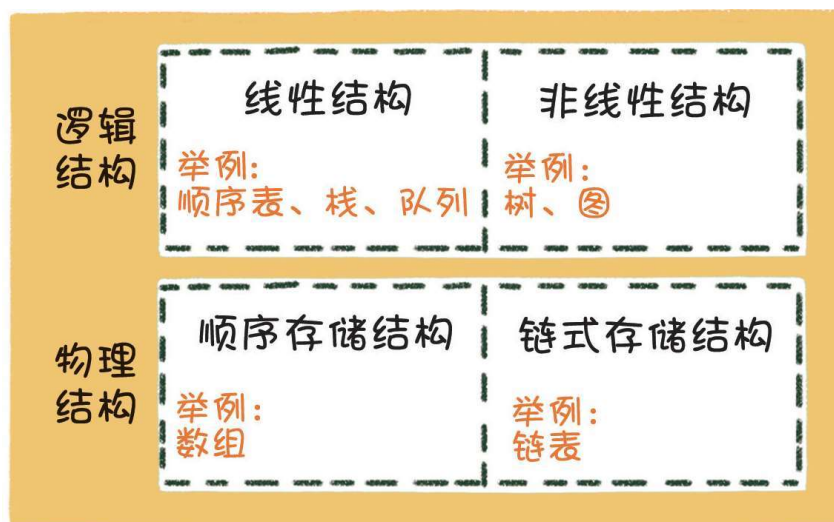 逻辑
结构
线性结构
举例：
顺序表、栈、队列
非线性结构
举例：
树、图
物理
结构
顺序存储结构
举例：
数组
链式存储结构
举例：
链表